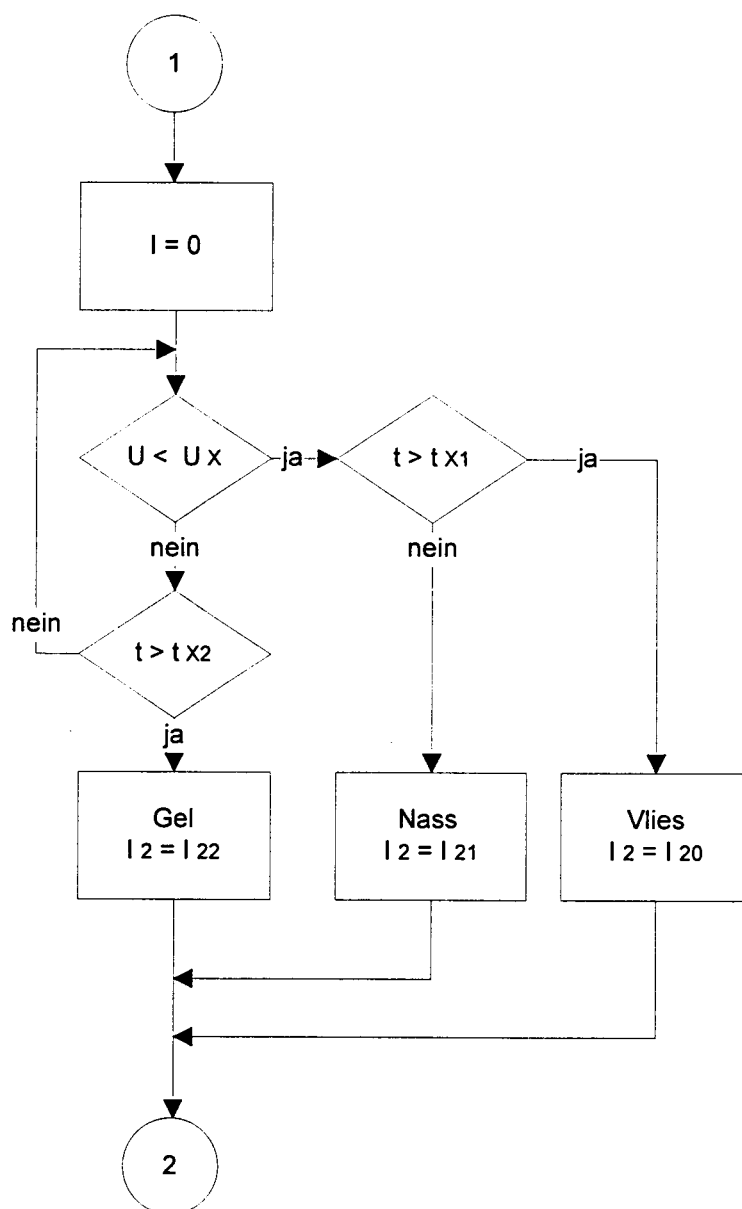 1
I = 0
U < U X
ja
t > t X1
ja
nein
nein
nein
t > t X2
ja
Gel
I 2 = I 22
Nass
I 2 = I 21
Vlies
I 2 = I 20
2